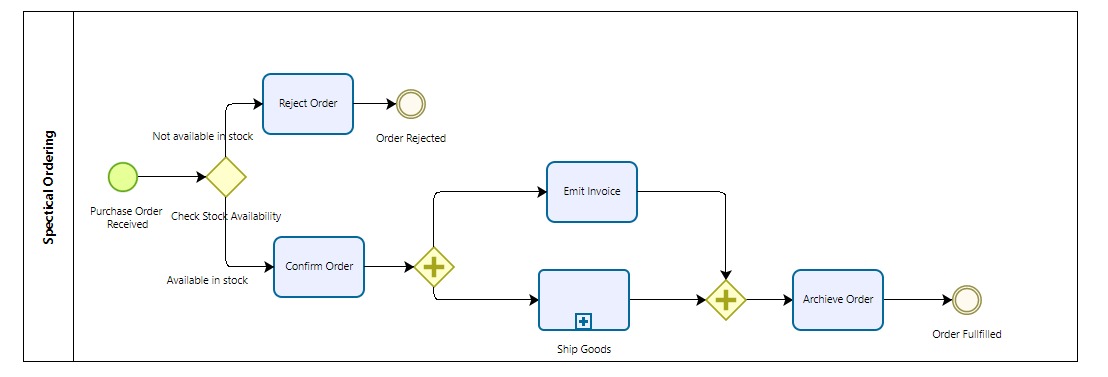 Spectical Ordering
Reject Order
Not available in stock
Order Rejected
Purchase Order
Received
Check Stock Availability
Emit Invoice
Confirm Order
Available in stock
Ship Goods
Archieve Order
Order Fullfilled